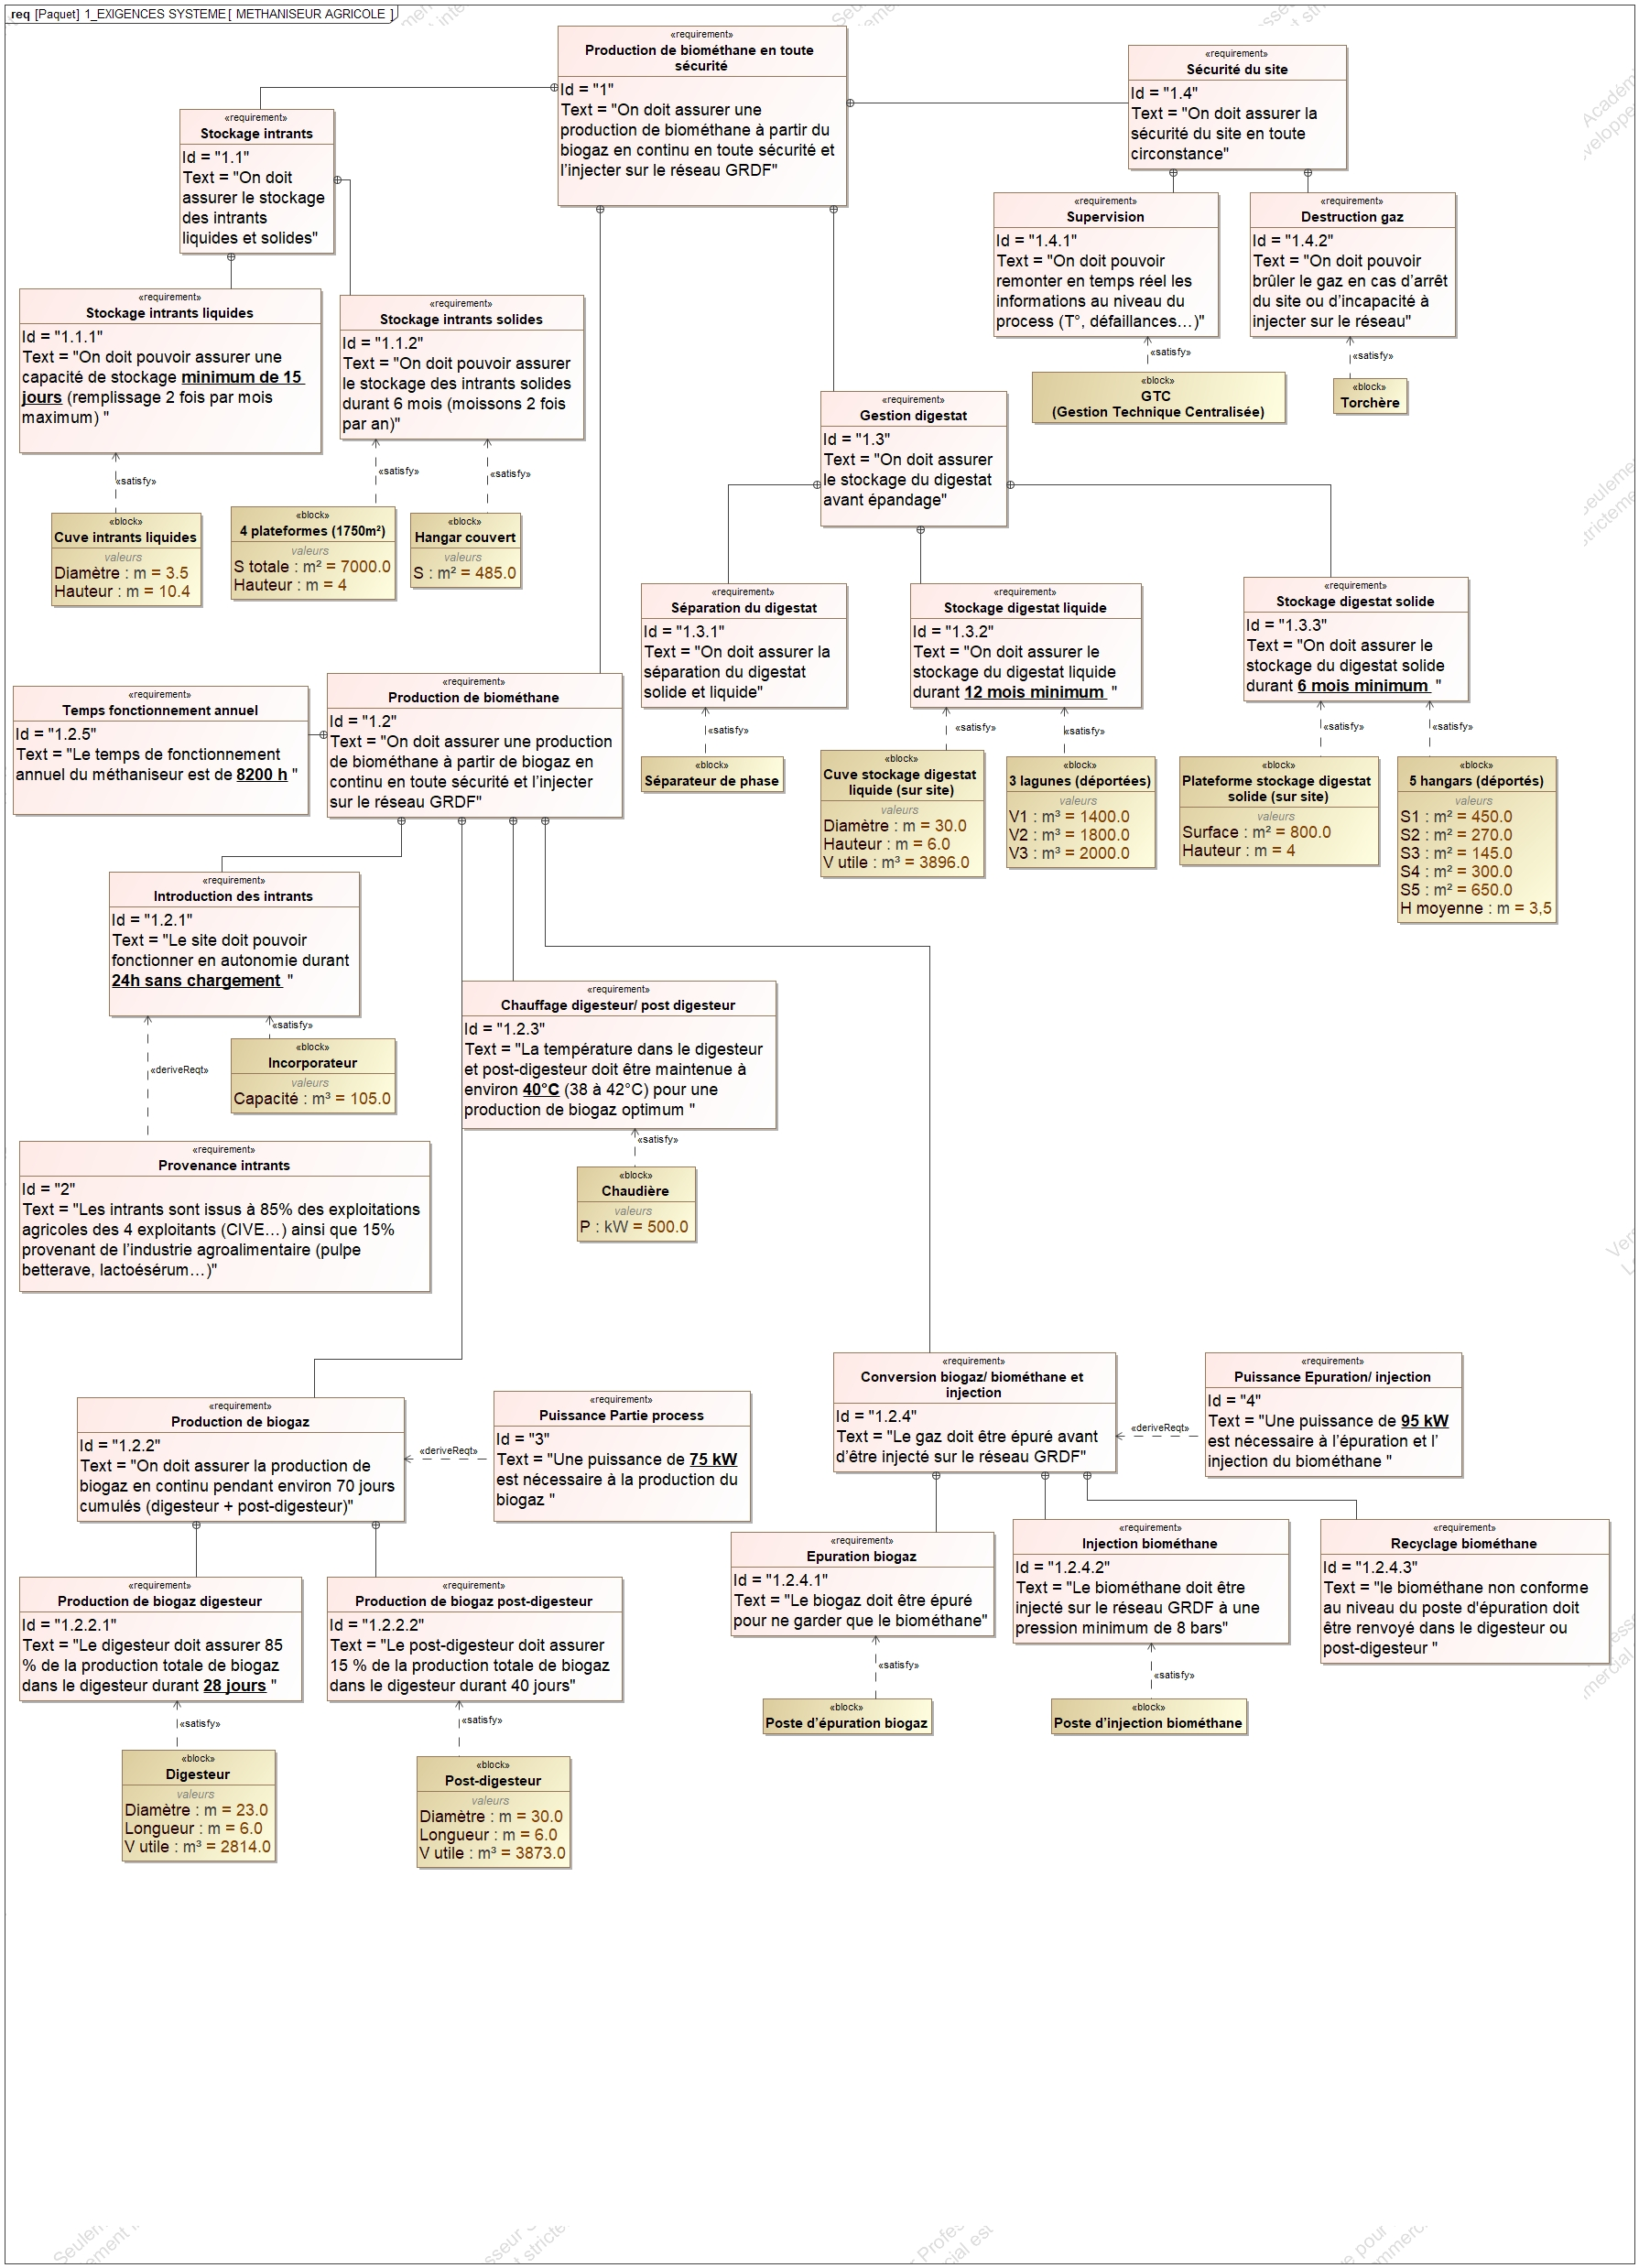 req [Paquet] 1_EXIGENCES SYSTEME [ METHANISEUR AGRICOLE ]
«requirement»
Production de biométhane en toute
sécurité
Id = "1"
Text = "On doit assurer une
production de biométhane à partir du
biogaz en continu en toute sécurité et
l'injecter sur le réseau GRDF"
«requirement»
Sécurité du site
Id = "1.4"
Text = "On doit assurer la
sécurité du site en toute
circonstance"
«requirement»
Stockage intrants
Id = "1.1"
Text = "On doit
assurer le stockage
des intrants
liquides et solides"
«requirement»
Supervision
Id = "1.4.1"
Text = "On doit pouvoir
remonter en temps réel les
informations au niveau du
process (T°, défaillances…)"
«requirement»
Destruction gaz
Id = "1.4.2"
Text = "On doit pouvoir
brûler le gaz en cas d'arrêt
du site ou d'incapacité à
injecter sur le réseau"
«satisfy»
«satisfy»
«block»
GTC
(Gestion Technique Centralisée)
«block»
Torchère
«requirement»
Stockage intrants liquides
Id = "1.1.1"
Text = "On doit pouvoir assurer une
capacité de stockage minimum de 15
jours (remplissage 2 fois par mois
maximum) "
«requirement»
Stockage intrants solides
Id = "1.1.2"
Text = "On doit pouvoir assurer
le stockage des intrants solides
durant 6 mois (moissons 2 fois
par an)"
«satisfy»
«satisfy»
«satisfy»
«block»
Cuve intrants liquides
valeurs
Diamètre : m = 3.5
Hauteur : m = 10.4
«block»
4 plateformes (1750m²)
valeurs
S totale : m² = 7000.0
Hauteur : m = 4
«block»
Hangar couvert
valeurs
S : m² = 485.0
«requirement»
Gestion digestat
Id = "1.3"
Text = "On doit assurer
le stockage du digestat
avant épandage"
«requirement»
Séparation du digestat
Id = "1.3.1"
Text = "On doit assurer la
séparation du digestat
solide et liquide"
«requirement»
Stockage digestat liquide
Id = "1.3.2"
Text = "On doit assurer le
stockage du digestat liquide
durant 12 mois minimum "
«requirement»
Stockage digestat solide
Id = "1.3.3"
Text = "On doit assurer le
stockage du digestat solide
durant 6 mois minimum "
«satisfy»
«satisfy»
«satisfy»
«satisfy»
«satisfy»
«block»
Séparateur de phase
«block»
Cuve stockage digestat
liquide (sur site)
valeurs
Diamètre : m = 30.0
Hauteur : m = 6.0
V utile : m³ = 3896.0
«block»
3 lagunes (déportées)
valeurs
V1 : m³ = 1400.0
V2 : m³ = 1800.0
V3 : m³ = 2000.0
«block»
Plateforme stockage digestat
solide (sur site)
valeurs
Surface : m² = 800.0
Hauteur : m = 4
«block»
5 hangars (déportés)
valeurs
S1 : m² = 450.0
S2 : m² = 270.0
S3 : m² = 145.0
S4 : m² = 300.0
S5 : m² = 650.0
H moyenne : m = 3,5
«requirement»
Temps fonctionnement annuel
Id = "1.2.5"
Text = "Le temps de fonctionnement
annuel du méthaniseur est de 8200 h "
«requirement»
Production de biométhane
Id = "1.2"
Text = "On doit assurer une production
de biométhane à partir de biogaz en
continu en toute sécurité et l'injecter
sur le réseau GRDF"
«requirement»
Introduction des intrants
Id = "1.2.1"
Text = "Le site doit pouvoir
fonctionner en autonomie durant
24h sans chargement "
«satisfy»
«deriveReqt»
«block»
Incorporateur
valeurs
Capacité : m³ = 105.0
«requirement»
Chauffage digesteur/ post digesteur
Id = "1.2.3"
Text = "La température dans le digesteur
et post-digesteur doit être maintenue à
environ 40°C (38 à 42°C) pour une
production de biogaz optimum "
«satisfy»
«block»
Chaudière
valeurs
P : kW = 500.0
«requirement»
Provenance intrants
Id = "2"
Text = "Les intrants sont issus à 85% des exploitations
agricoles des 4 exploitants (CIVE…) ainsi que 15%
provenant de l'industrie agroalimentaire (pulpe
betterave, lactoésérum…)"
«requirement»
Production de biogaz
Id = "1.2.2"
Text = "On doit assurer la production de
biogaz en continu pendant environ 70 jours
cumulés (digesteur + post-digesteur)"
«deriveReqt»
«requirement»
Puissance Partie process
Id = "3"
Text = "Une puissance de 75 kW
est nécessaire à la production du
biogaz "
«requirement»
Conversion biogaz/ biométhane et
injection
Id = "1.2.4"
Text = "Le gaz doit être épuré avant
d'être injecté sur le réseau GRDF"
«deriveReqt»
«requirement»
Puissance Epuration/ injection
Id = "4"
Text = "Une puissance de 95 kW
est nécessaire à l'épuration et l'
injection du biométhane "
«requirement»
Production de biogaz digesteur
Id = "1.2.2.1"
Text = "Le digesteur doit assurer 85
% de la production totale de biogaz
dans le digesteur durant 28 jours "
«requirement»
Production de biogaz post-digesteur
Id = "1.2.2.2"
Text = "Le post-digesteur doit assurer
15 % de la production totale de biogaz
dans le digesteur durant 40 jours"
«satisfy»
«satisfy»
«block»
Digesteur
valeurs
Diamètre : m = 23.0
Longueur : m = 6.0
V utile : m³ = 2814.0
«block»
Post-digesteur
valeurs
Diamètre : m = 30.0
Longueur : m = 6.0
V utile : m³ = 3873.0
«requirement»
Epuration biogaz
Id = "1.2.4.1"
Text = "Le biogaz doit être épuré
pour ne garder que le biométhane"
«requirement»
Injection biométhane
Id = "1.2.4.2"
Text = "Le biométhane doit être
injecté sur le réseau GRDF à une
pression minimum de 8 bars"
«requirement»
Recyclage biométhane
Id = "1.2.4.3"
Text = "le biométhane non conforme
au niveau du poste d'épuration doit
être renvoyé dans le digesteur ou
post-digesteur "
«satisfy»
«satisfy»
«block»
Poste d'épuration biogaz
«block»
Poste d'injection biométhane